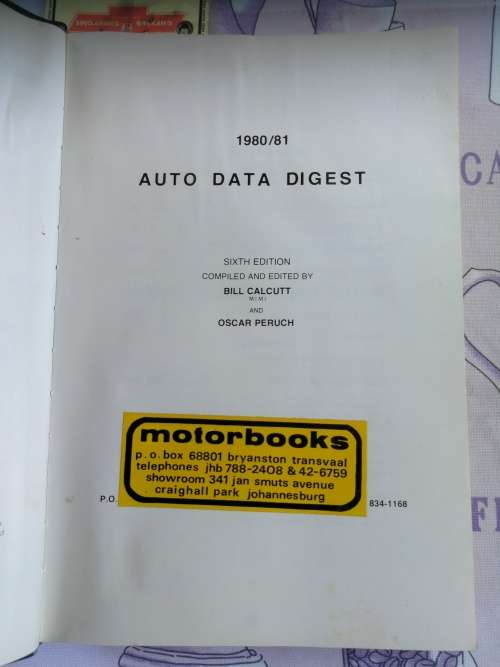 1980/81
AUTO DATA DIGEST
SIXTH EDITION
COMPILED AND EDITED BY
BILL CALCUTT
M.I.M.I
AND
OSCAR PERUCH
motorbooks
p.o. box 68801 bryanston transvaal
telephones jhb 788-2408 & 42-6759
showroom 341 jan smuts avenue
craighall park johannesburg
P.O. 834-1168
CA